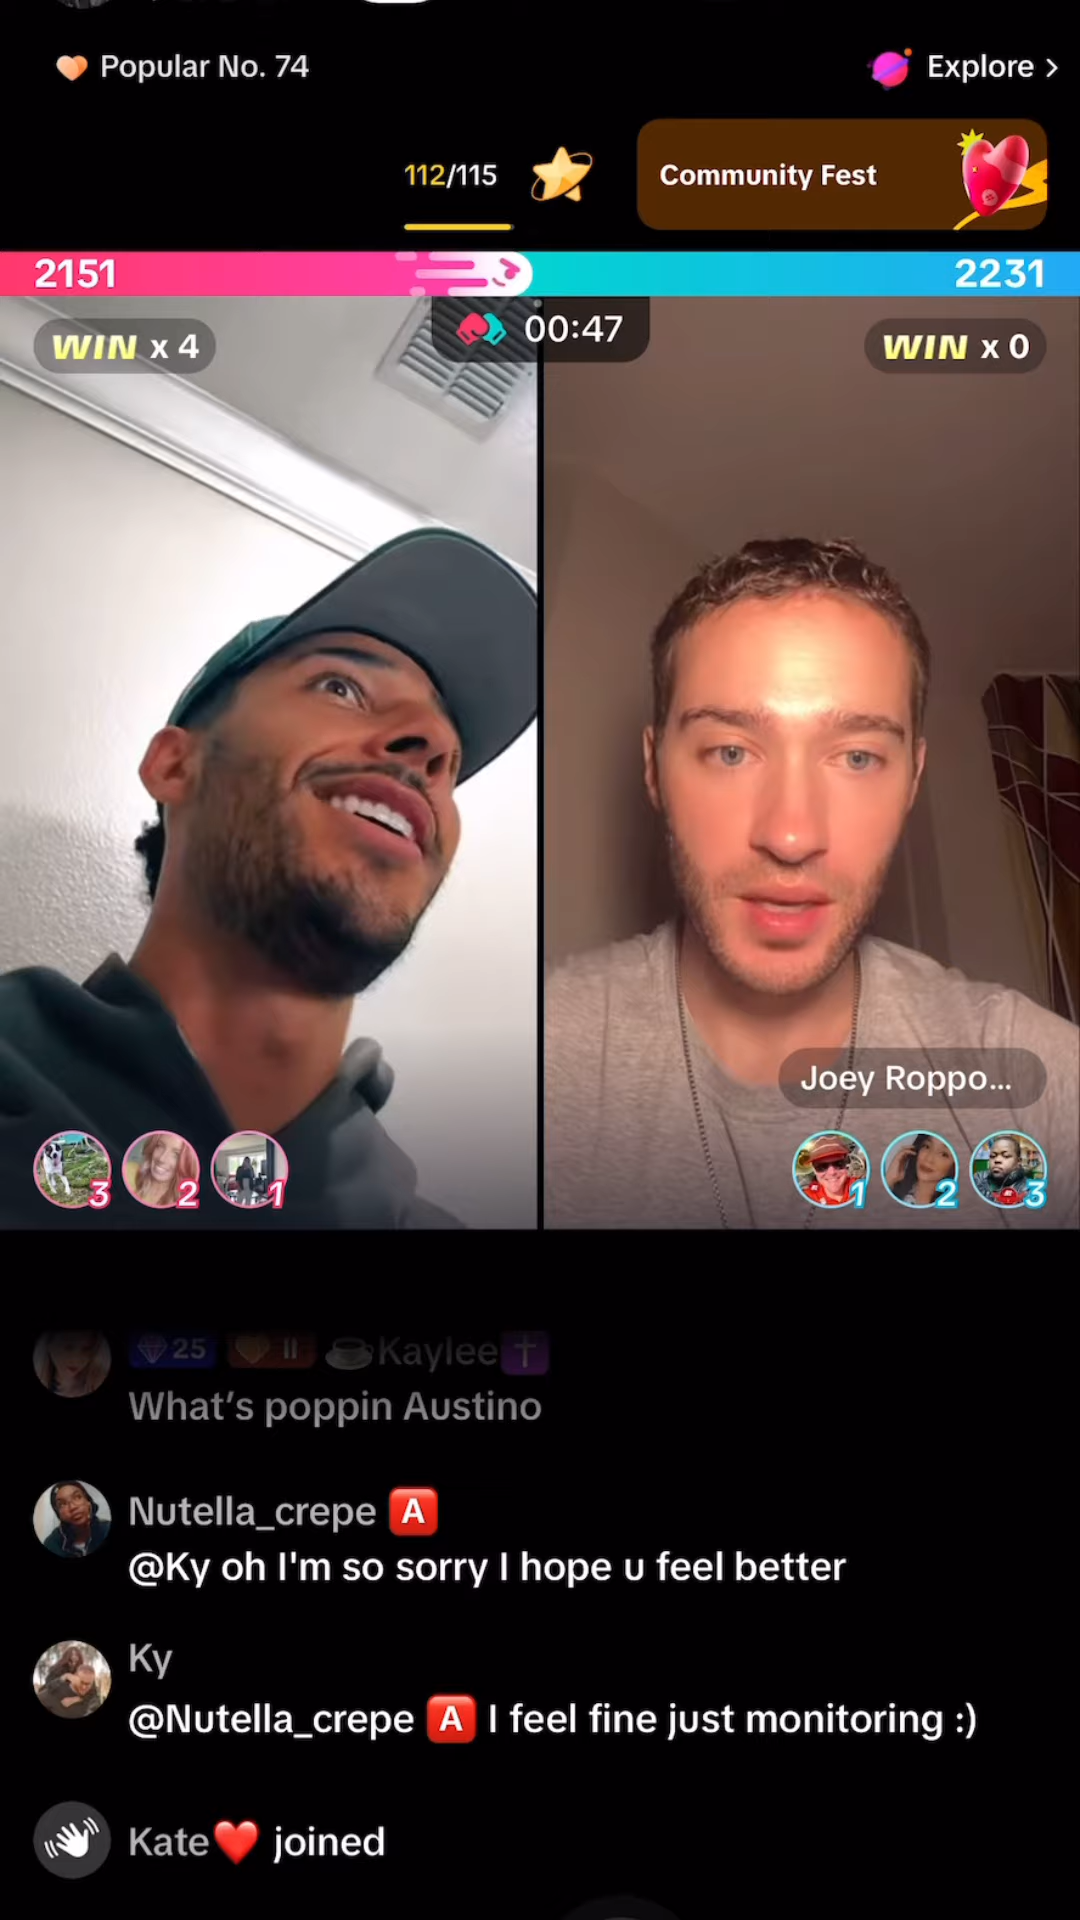 Popular No. 74
Explore >
112/115
Community Fest
2151
2231
WIN x 4
00:47
WIN x 0
Joey Roppo...
3
2
1
1
2
3
25 II Kaylee
What's poppin Austino
Nutella_crepe A
@Ky oh I'm so sorry I hope u feel better
Ky
@Nutella_crepe A I feel fine just monitoring :)
Kate joined